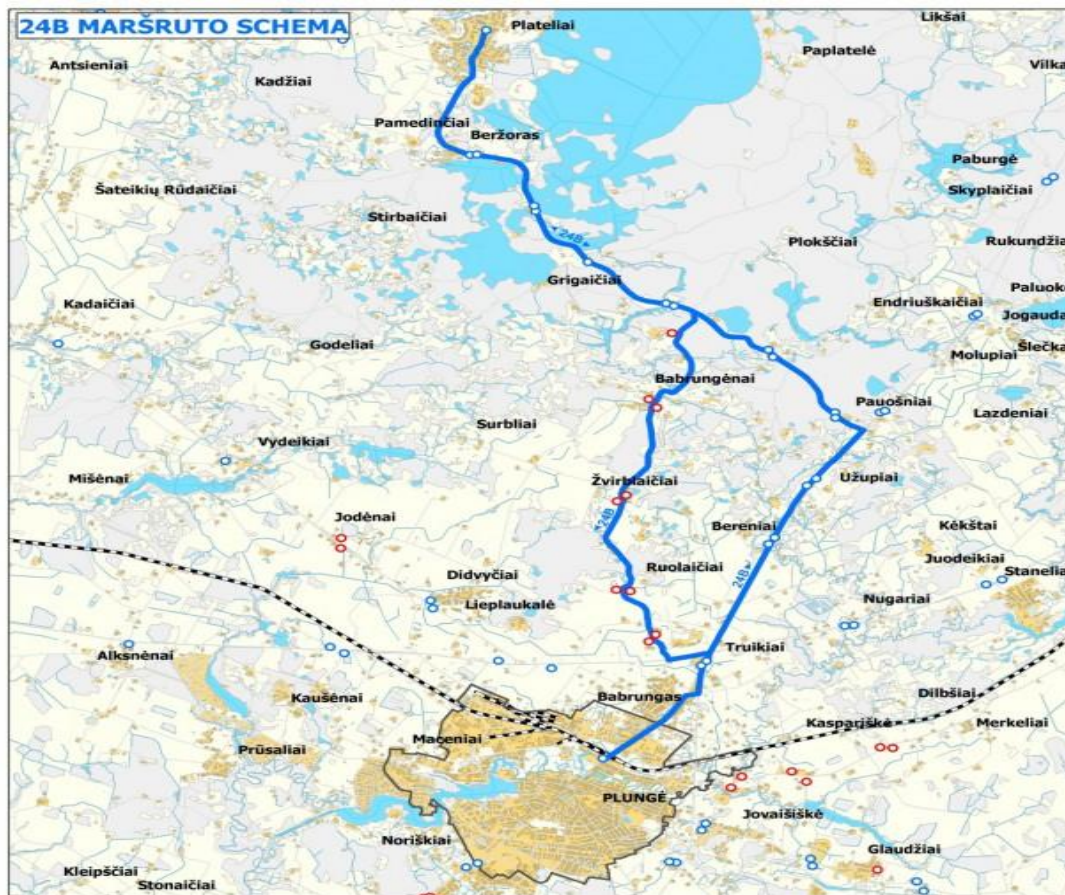 24B MARŠRUTO SCHEMA
Plateliai
Likšai
Paplatelė
Antsieniai
Kadžiai
Vilka
Pamedinčiai
Beržoras
Paburgė
Šateikių Rūdaičiai
Skyplaičiai
Stirbaičiai
24B
Plokščiai
Rukundžia
Grigaičiai
Kadaičiai
Endriuškaičiai
Paluok
Jogauda
Godeliai
Šlečka
Molupiai
Babrungėnai
Pauošniai
Lazdeniai
Surbliai
Vydeikiai
Mišėnai
Žvirblaičiai
Užupiai
Jodėnai
24B
Bereniai
Kėkštai
Juodeikiai
Didvyčiai
Ruolaičiai
24B
Stanelia
Lieplaukalė
Nugariai
Alksnėnai
Truikiai
Kaušėnai
Babrungas
Dilbšiai
Kaspariškė
Merkeliai
Prūsaliai
Maceniai
PLUNGĖ
Jovaišiškė
Noriškiai
Glaudžiai
Kleipščiai
Stonaičiai